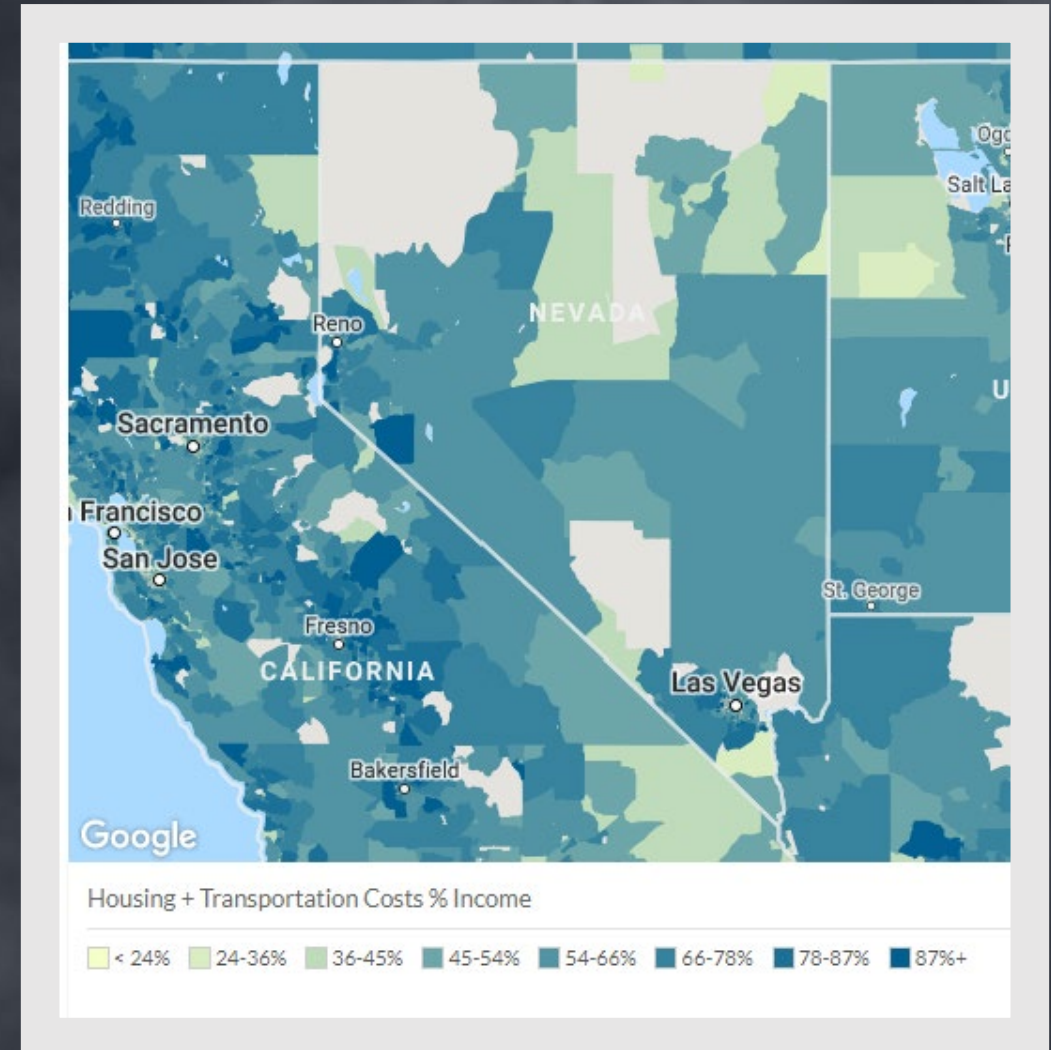 Ogd
Salt La
Redding
NEVADA
Reno
U
Sacramento
n Francisco
San Jose
St. George
Fresno
CALIFORNIA
Las Vegas
Bakersfield
Google
Housing + Transportation Costs % Income
< 24% 24-36% 36-45% 45-54% 54-66% 66-78% 78-87% 87%+